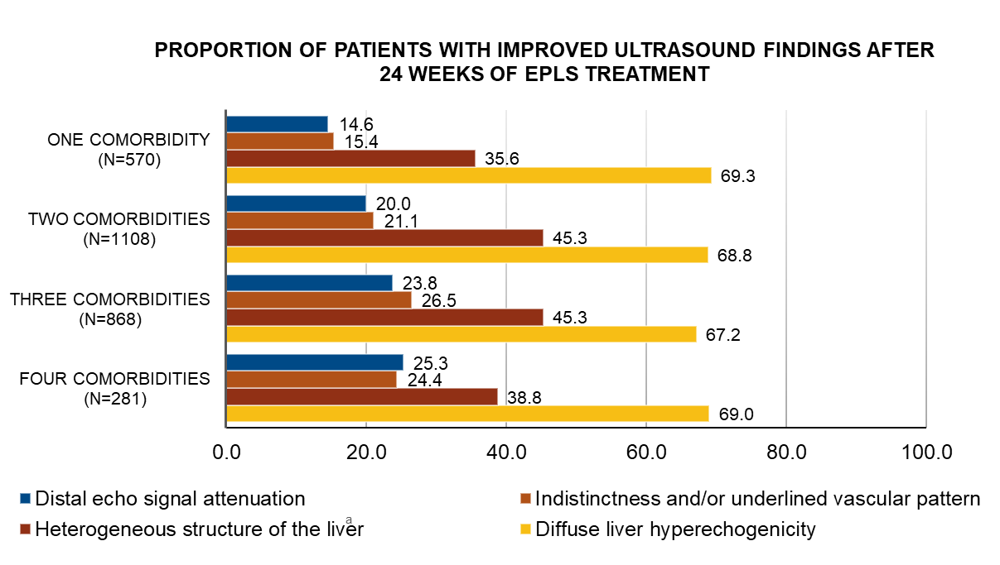 PROPORTION OF PATIENTS WITH IMPROVED ULTRASOUND FINDINGS AFTER
24 WEEKS OF EPLS TREATMENT
ONE COMORBIDITY
(N=570)
14.6
15.4
35.6
69.3
TWO COMORBIDITIES
(N=1108)
20.0
21.1
45.3
68.8
THREE COMORBIDITIES
(N=868)
23.8
26.5
45.3
67.2
FOUR COMORBIDITIES
(N=281)
25.3
24.4
38.8
69.0
0.0 20.0 40.0 60.0 80.0 100.0
Distal echo signal attenuation
Indistinctness and/or underlined vascular pattern
a
Heterogeneous structure of the liver
Diffuse liver hyperechogenicity